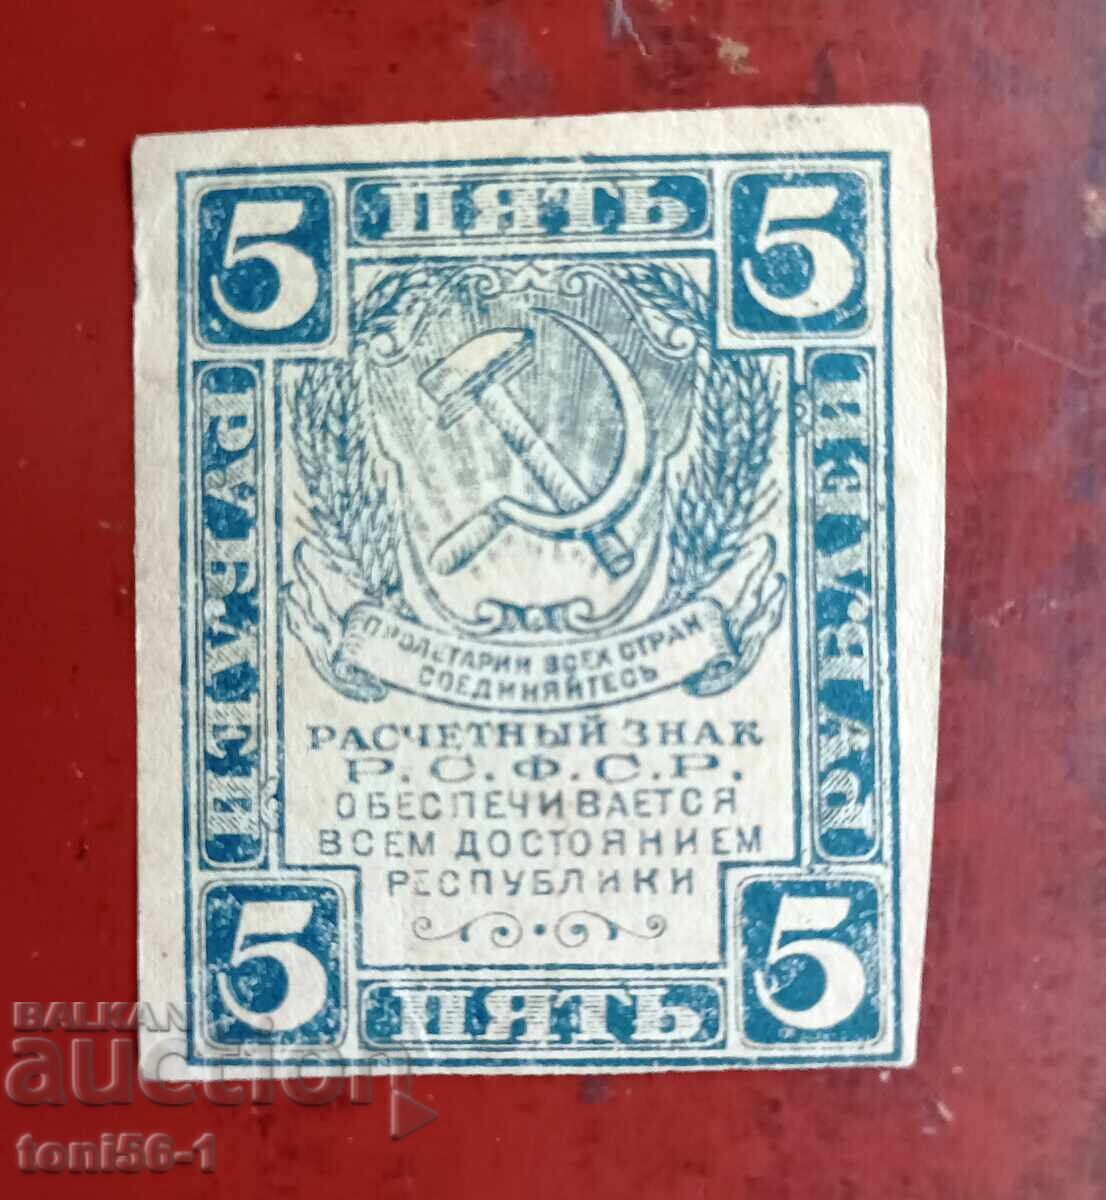 5 ПЯТЬ 5
РУБЛЕЙ
РУБЛЕЙ
ПРОЛЕТАРИИ ВСЕХ СТРАН
СОЕДИНЯЙТЕСЬ
РАСЧЕТНЫЙ ЗНАК
Р.С.Ф.С.Р.
ОБЕСПЕЧИВАЕТСЯ
ВСЕМ ДОСТОЯНИЕМ
РЕСПУБЛИКИ
5 ПЯТЬ 5
BALKAN
auction
toni56-1